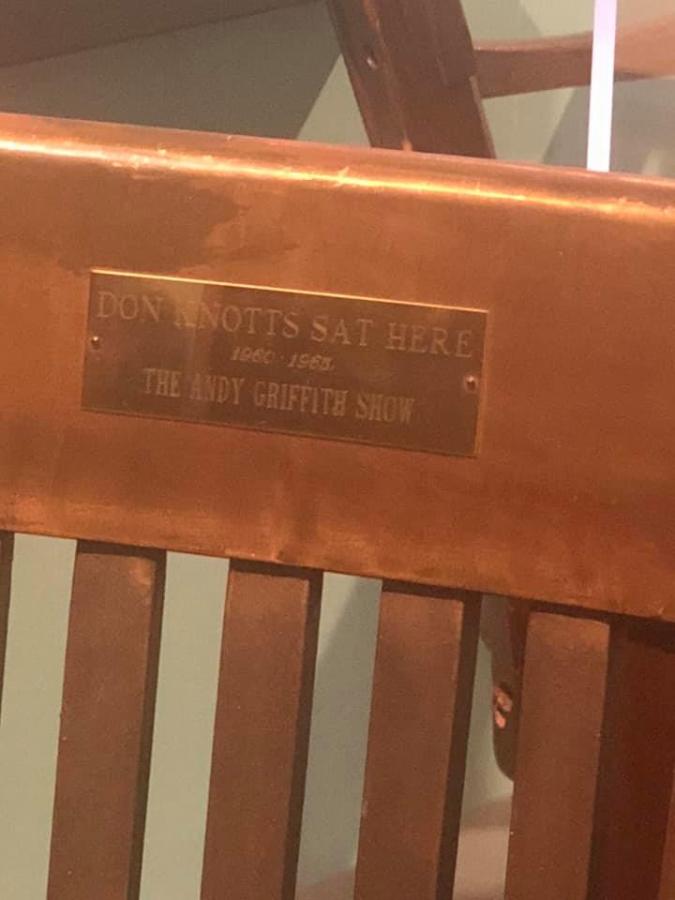 DON KNOTTS SAT HERE
1960 - 1965
THE ANDY GRIFFITH SHOW